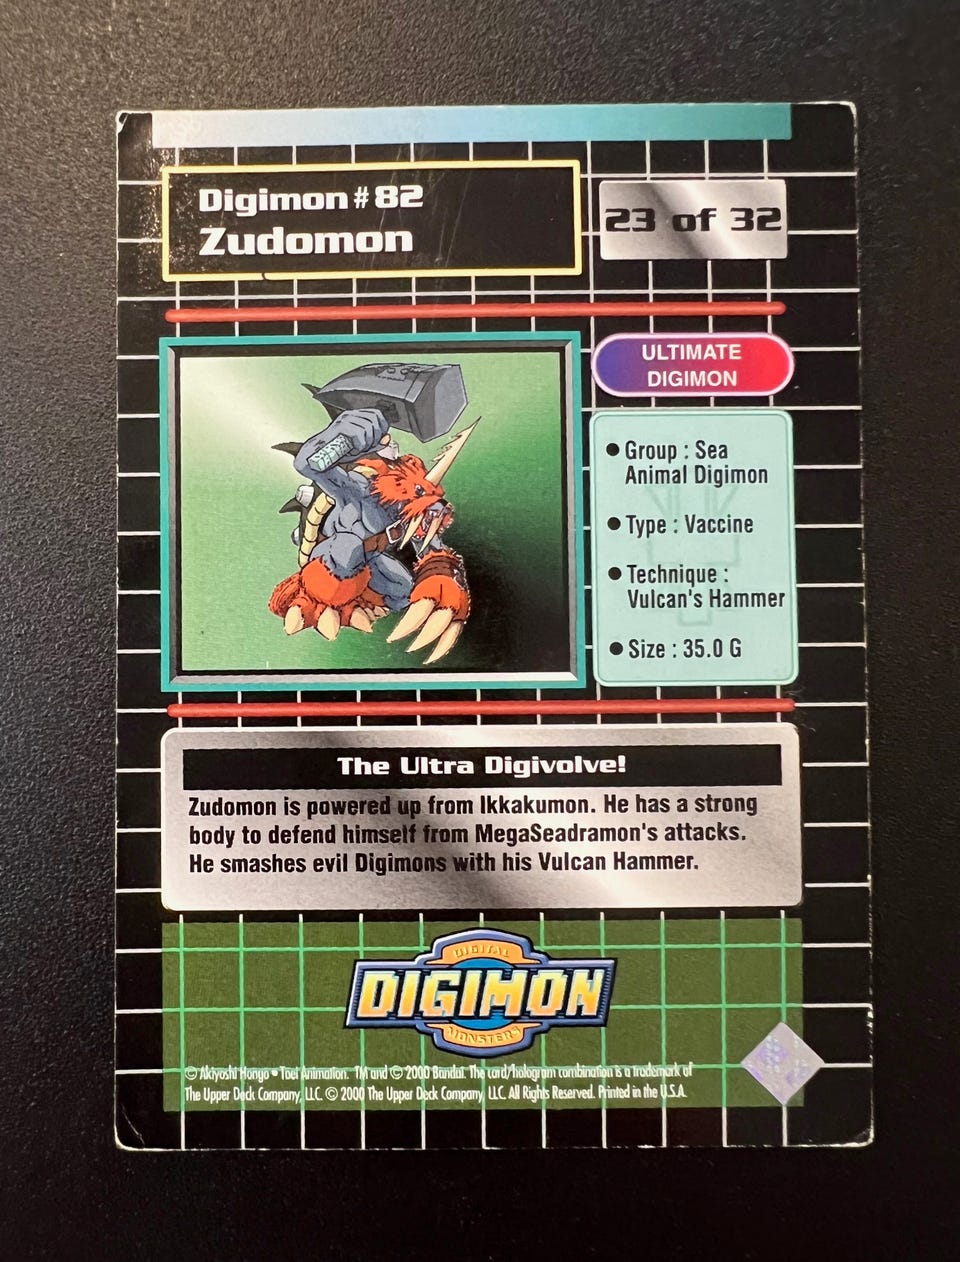 Digimon #82
Zudomon
23 of 32
ULTIMATE
DIGIMON
● Group : Sea
Animal Digimon
● Type : Vaccine
● Technique :
Vulcan's Hammer
● Size : 35.0 G
The Ultra Digivolve!
Zudomon is powered up from Ikkakumon. He has a strong
body to defend himself from MegaSeadramon's attacks.
He smashes evil Digimons with his Vulcan Hammer.
DIGITAL
DIGIMON
MONSTERS
© Akiyoshi Hongo • Toei Animation. TM and © 2000 Bandai. The card/hologram combination is a trademark of
The Upper Deck Company, LLC. © 2000 The Upper Deck Company, LLC. All Rights Reserved. Printed in the U.S.A.